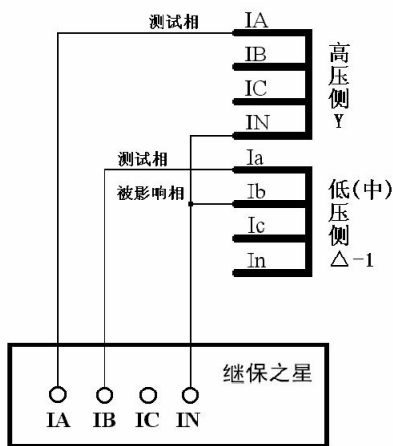 测试相 IA
IB
IC
IN
高压侧Y
测试相 Ia
被影响相 Ib
Ic
In
低(中)压侧△-1
继保之星
IA IB IC IN